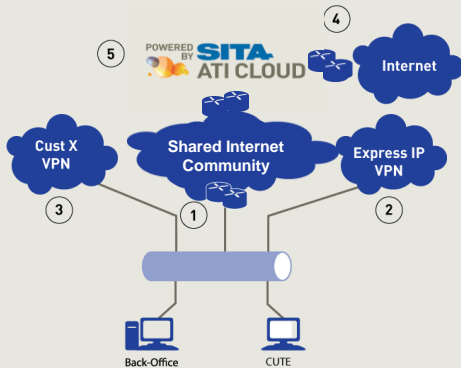 4
5
POWERED BY SITA
ATI CLOUD
Internet
Cust X
VPN
Shared Internet
Community
Express IP
VPN
3
1
2
Back-Office
CUTE